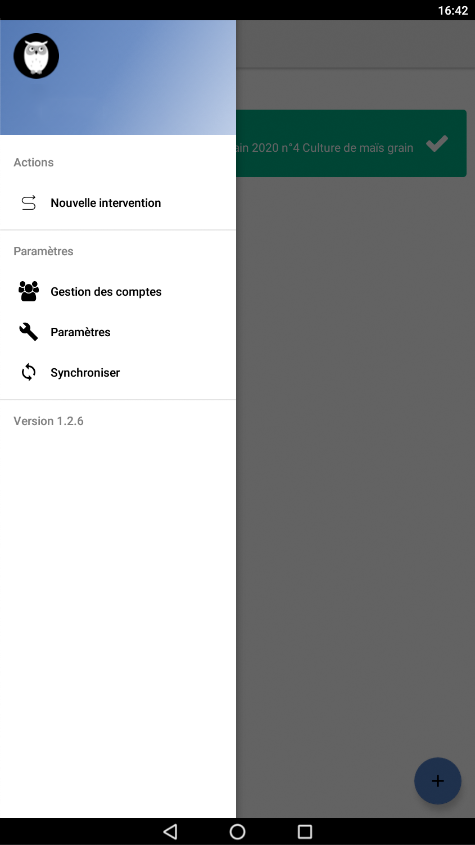 16:42
2020 n°4 Culture de maïs grain
Actions
Nouvelle intervention
Paramètres
Gestion des comptes
Paramètres
Synchroniser
Version 1.2.6